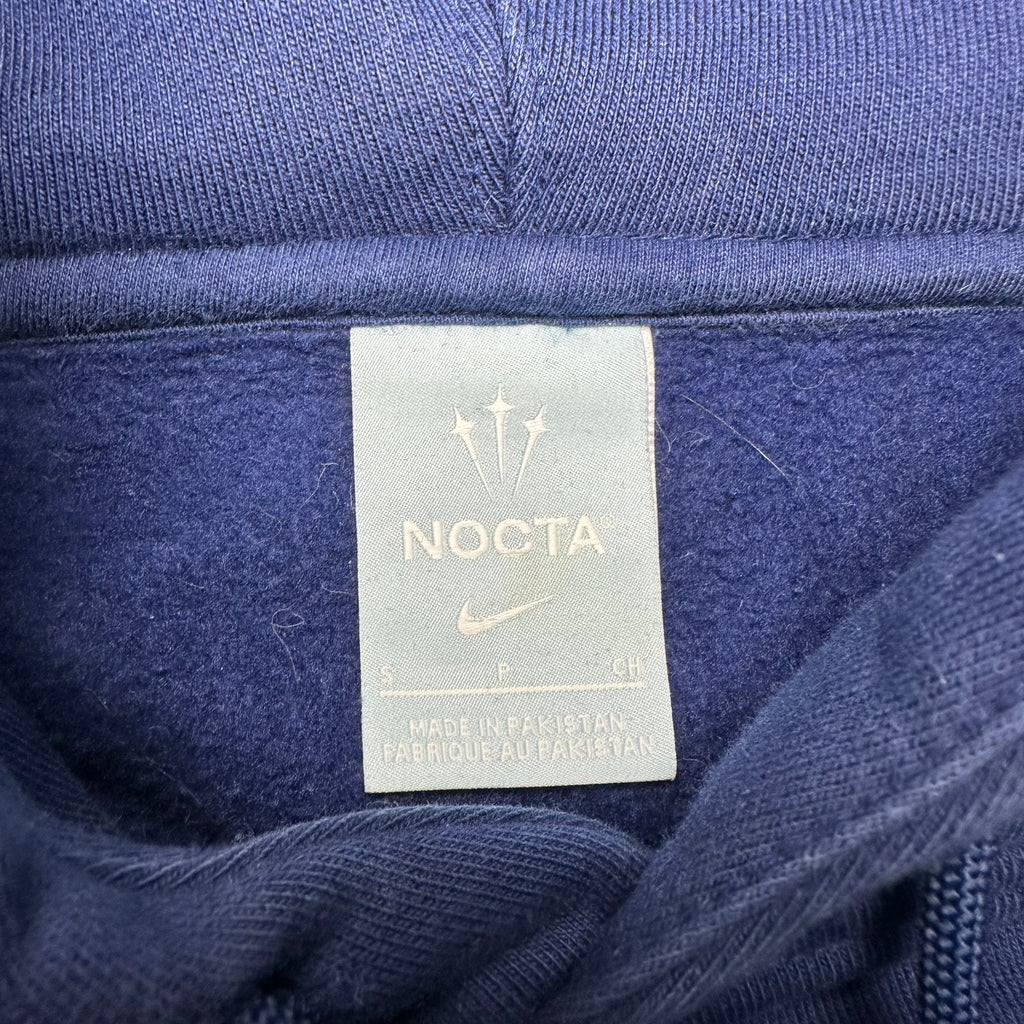 NOCTA®
S P CH
MADE IN PAKISTAN
FABRIQUE AU PAKISTAN